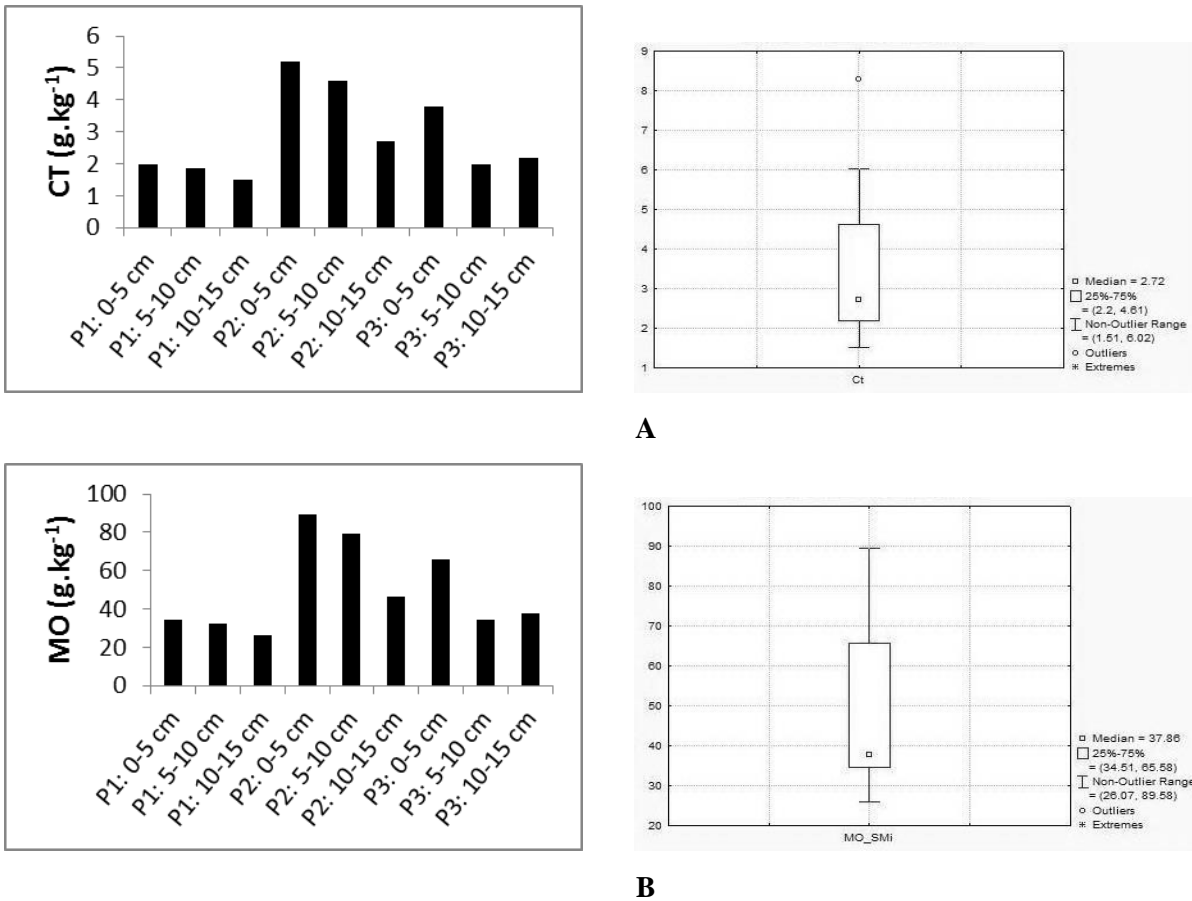 CT (g.kg⁻¹)
6
5
4
3
2
1
0
P1: 0-5 cm
P1: 5-10 cm
P1: 10-15 cm
P2: 0-5 cm
P2: 5-10 cm
P2: 10-15 cm
P3: 0-5 cm
P3: 5-10 cm
P3: 10-15 cm
9
8
7
6
5
4
3
2
1
Ct
Median = 2.72
25%-75%
= (2.2, 4.61)
Non-Outlier Range
= (1.51, 6.02)
Outliers
Extremes
A
MO (g.kg⁻¹)
100
80
60
40
20
0
P1: 0-5 cm
P1: 5-10 cm
P1: 10-15 cm
P2: 0-5 cm
P2: 5-10 cm
P2: 10-15 cm
P3: 0-5 cm
P3: 5-10 cm
P3: 10-15 cm
100
90
80
70
60
50
40
30
20
MO_SMi
Median = 37.86
25%-75%
= (34.51, 65.58)
Non-Outlier Range
= (26.07, 89.58)
Outliers
Extremes
B